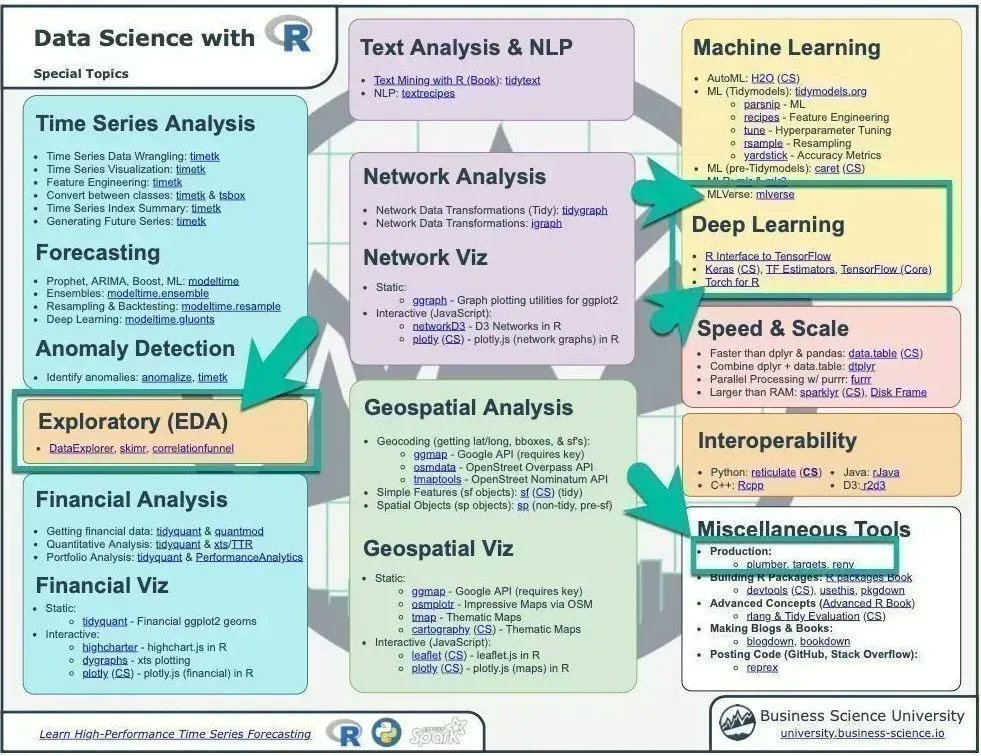 Data Science with R
Special Topics
Time Series Analysis
• Time Series Data Wrangling: timetk
• Time Series Visualization: timetk
• Feature Engineering: timetk
• Convert between classes: timetk & tsbox
• Time Series Index Summary: timetk
• Generating Future Series: timetk
Forecasting
• Prophet, ARIMA, Boost, ML: modeltime
• Ensembles: modeltime.ensemble
• Resampling & Backtesting: modeltime.resample
• Deep Learning: modeltime.gluonts
Anomaly Detection
• Identify anomalies: anomalize, timetk
Exploratory (EDA)
• DataExplorer, skimr, correlationfunnel
Financial Analysis
• Getting financial data: tidyquant & quantmod
• Quantitative Analysis: tidyquant & xts/TTR
• Portfolio Analysis: tidyquant & PerformanceAnalytics
Financial Viz
• Static:
◦ tidyquant - Financial ggplot2 geoms
• Interactive:
◦ highcharter - highchart.js in R
◦ dygraphs - xts plotting
◦ plotly (CS) - plotly.js (financial) in R
Text Analysis & NLP
• Text Mining with R (Book): tidytext
• NLP: textrecipes
Network Analysis
• Network Data Transformations (Tidy): tidygraph
• Network Data Transformations: igraph
Network Viz
• Static:
◦ ggraph - Graph plotting utilities for ggplot2
• Interactive (JavaScript):
◦ networkD3 - D3 Networks in R
◦ plotly (CS) - plotly.js (network graphs) in R
Geospatial Analysis
• Geocoding (getting lat/long, bboxes, & sf's):
◦ ggmap - Google API (requires key)
◦ osmdata - OpenStreet Overpass API
◦ tmaptools - OpenStreet Nominatum API
• Simple Features (sf objects): sf (CS) (tidy)
• Spatial Objects (sp objects): sp (non-tidy, pre-sf)
Geospatial Viz
• Static:
◦ ggmap - Google API (requires key)
◦ osmplotr - Impressive Maps via OSM
◦ tmap - Thematic Maps
◦ cartography (CS) - Thematic Maps
• Interactive (JavaScript):
◦ leaflet (CS) - leaflet.js in R
◦ plotly (CS) - plotly.js (maps) in R
Machine Learning
• AutoML: H2O (CS)
• ML (Tidymodels): tidymodels.org
◦ parsnip - ML
◦ recipes - Feature Engineering
◦ tune - Hyperparameter Tuning
◦ rsample - Resampling
◦ yardstick - Accuracy Metrics
• ML (pre-Tidymodels): caret (CS)
MLVerse: mlverse
Deep Learning
• R Interface to TensorFlow
• Keras (CS), TF Estimators, TensorFlow (Core)
• Torch for R
Speed & Scale
• Faster than dplyr & pandas: data.table (CS)
• Combine dplyr + data.table: dtplyr
• Parallel Processing w/ purrr: furrr
• Larger than RAM: sparklyr (CS), Disk Frame
Interoperability
• Python: reticulate (CS) • Java: rJava
• C++: Rcpp • D3: r2d3
Miscellaneous Tools
• Production:
◦ plumber, targets, renv
• Building R Packages: R packages Book
◦ devtools (CS), usethis, pkgdown
• Advanced Concepts (Advanced R Book)
◦ rlang & Tidy Evaluation (CS)
• Making Blogs & Books:
◦ blogdown, bookdown
• Posting Code (GitHub, Stack Overflow):
◦ reprex
Learn High-Performance Time Series Forecasting R Spark
Business Science University
university.business-science.io